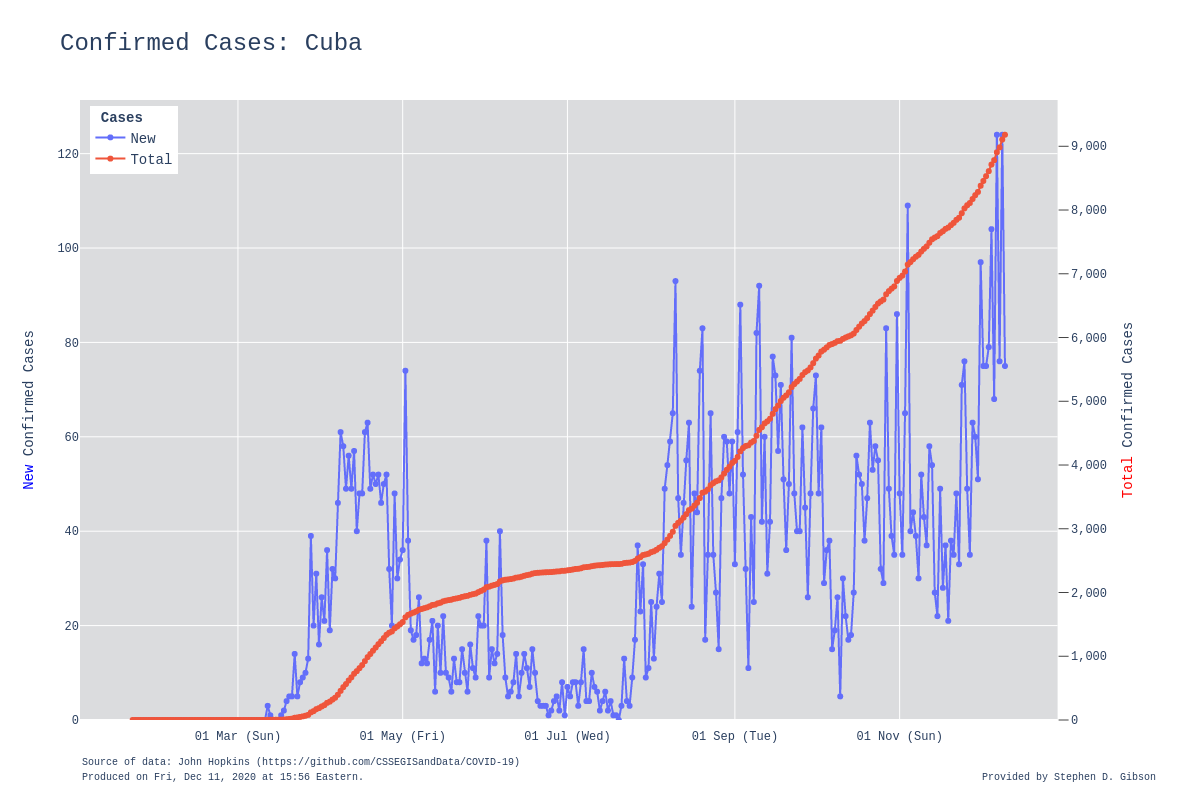 Confirmed Cases: Cuba
Cases
New
Total
120
100
80
60
40
20
0
New Confirmed Cases
9,000
8,000
7,000
6,000
5,000
4,000
3,000
2,000
1,000
0
Total Confirmed Cases
01 Mar (Sun) 01 May (Fri) 01 Jul (Wed) 01 Sep (Tue) 01 Nov (Sun)
Source of data: John Hopkins (https://github.com/CSSEGISandData/COVID-19)
Produced on Fri, Dec 11, 2020 at 15:56 Eastern.
Provided by Stephen D. Gibson